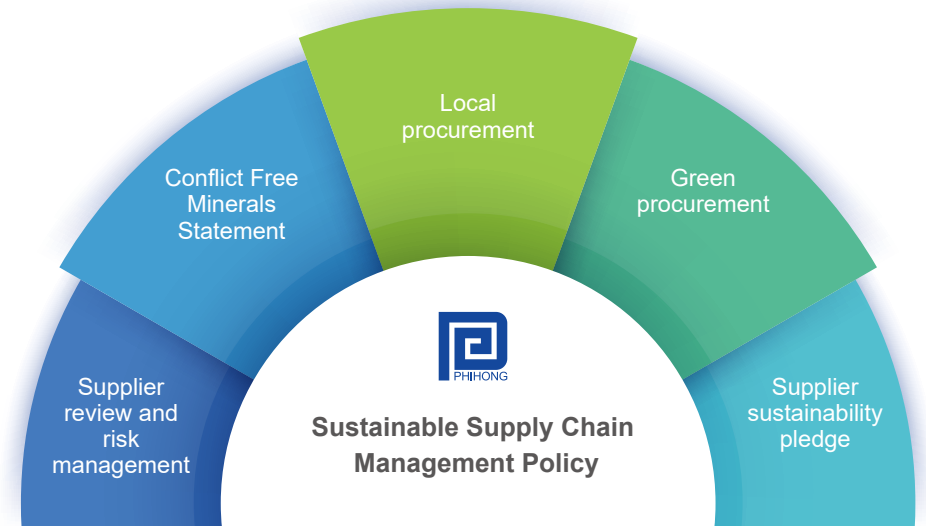 Local
procurement
Conflict Free
Minerals
Statement
Green
procurement
Supplier
review and
risk
management
Supplier
sustainability
pledge
PHIHONG
Sustainable Supply Chain
Management Policy